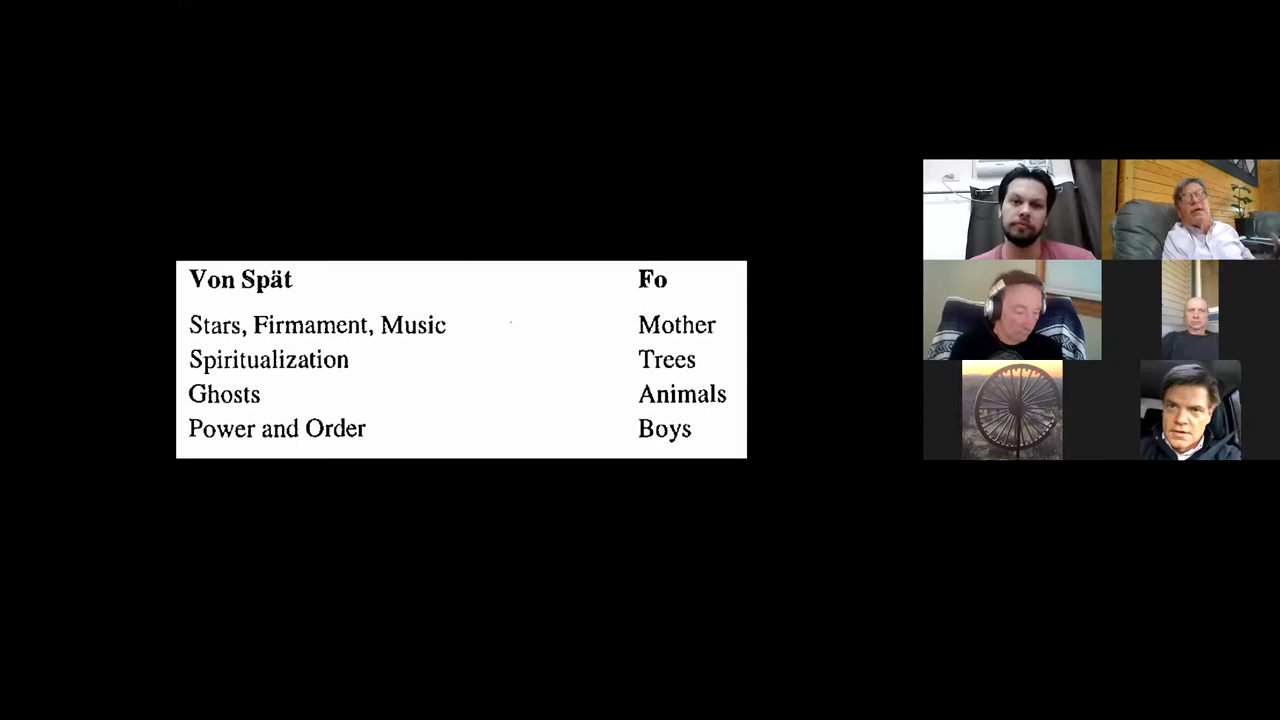 Von Spät Fo
Stars, Firmament, Music Mother
Spiritualization Trees
Ghosts Animals
Power and Order Boys